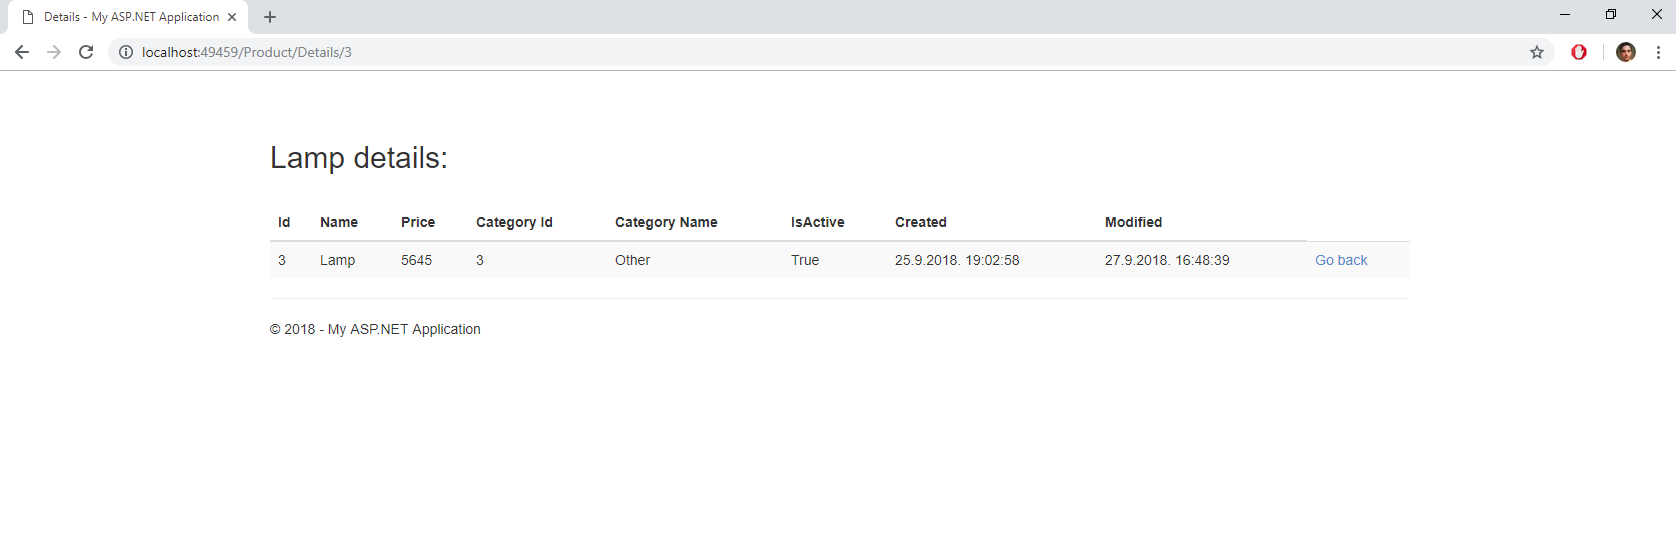 Details - My ASP.NET Application
localhost:49459/Product/Details/3
Lamp details:
Id Name Price Category Id Category Name IsActive Created Modified
3 Lamp 5645 3 Other True 25.9.2018. 19:02:58 27.9.2018. 16:48:39 Go back
© 2018 - My ASP.NET Application